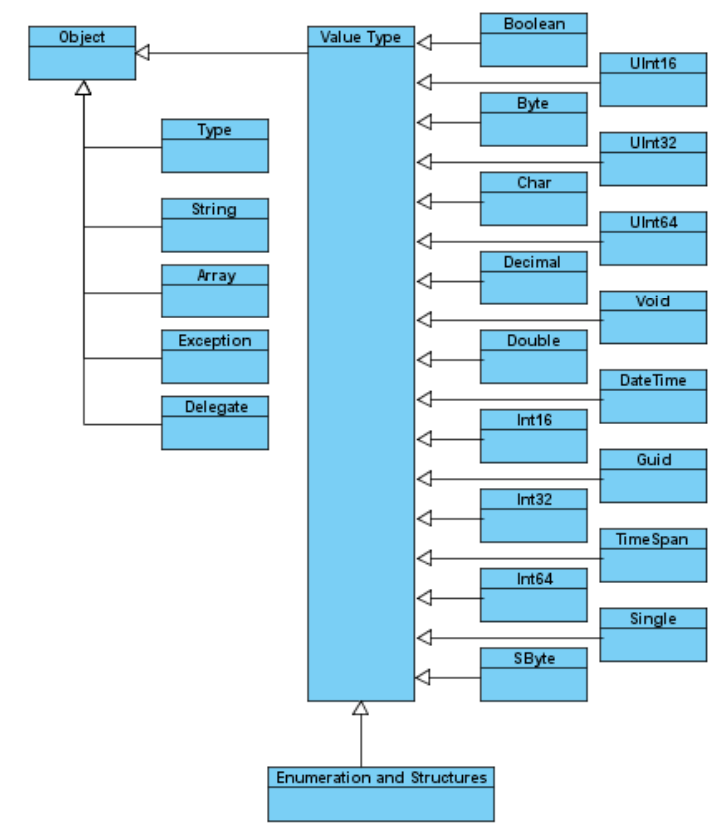 Object
Value Type
Boolean
UInt16
Byte
Type
UInt32
Char
String
UInt64
Decimal
Array
Void
Double
Exception
DateTime
Delegate
Int16
Guid
Int32
TimeSpan
Int64
Single
SByte
Enumeration and Structures